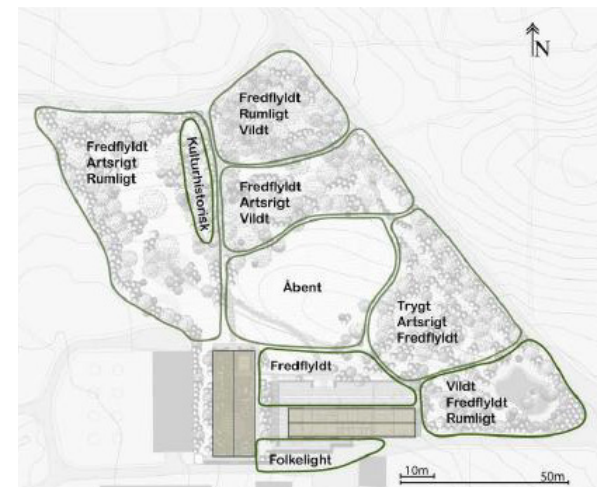 N
Fredflyldt
Rumligt
Vildt
Fredflyldt
Artsrigt
Rumligt
Kulturhistorisk
Fredflyldt
Artsrigt
Vildt
Åbent
Trygt
Artsrigt
Fredflyldt
Fredflyldt
Vildt
Fredflyldt
Rumligt
Folkelight
10m
50m